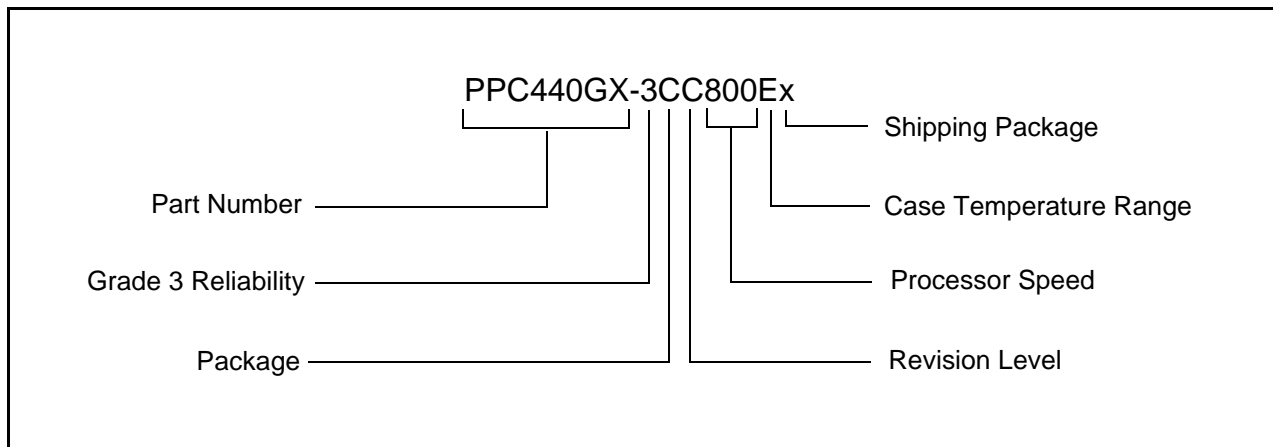 PPC440GX-3CC800Ex
Shipping Package
Part Number
Case Temperature Range
Grade 3 Reliability
Processor Speed
Package
Revision Level